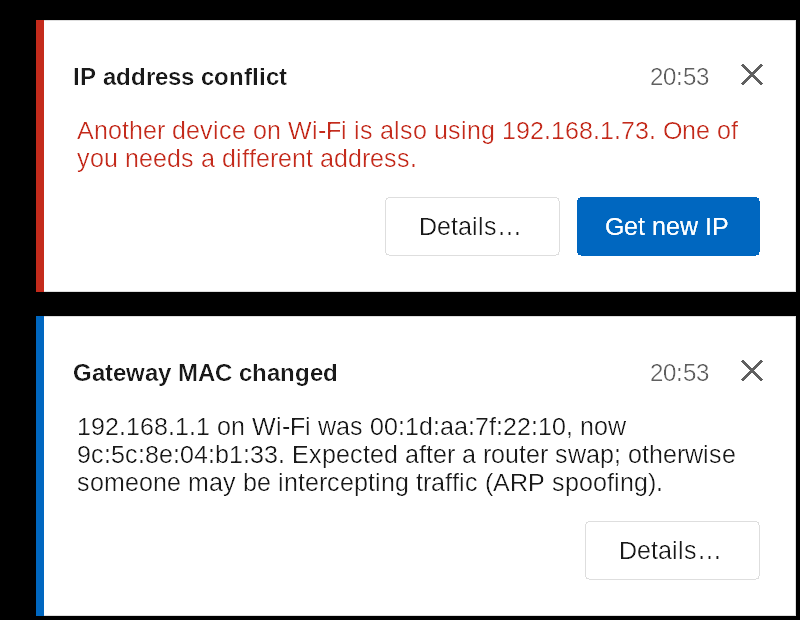 IP address conflict 20:53
Another device on Wi-Fi is also using 192.168.1.73. One of
you needs a different address.
Details… Get new IP
Gateway MAC changed 20:53
192.168.1.1 on Wi-Fi was 00:1d:aa:7f:22:10, now
9c:5c:8e:04:b1:33. Expected after a router swap; otherwise
someone may be intercepting traffic (ARP spoofing).
Details…